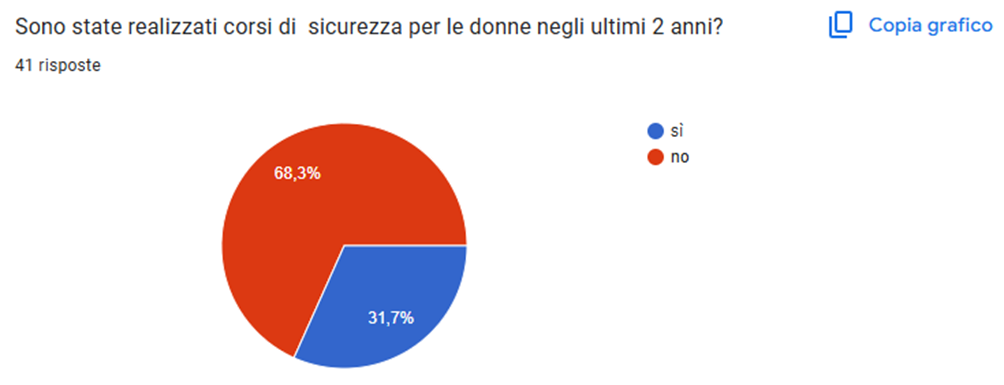 Sono state realizzati corsi di  sicurezza per le donne negli ultimi 2 anni?
Copia grafico
41 risposte
sì
no
68,3%
31,7%